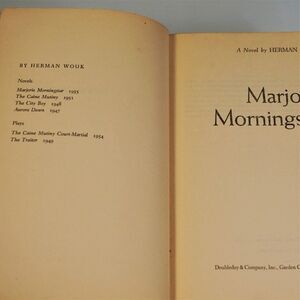 BY HERMAN WOUK
Novels
Marjorie Morningstar 1955
The Caine Mutiny 1951
The City Boy 1948
Aurora Dawn 1947
Plays
The Caine Mutiny Court-Martial 1954
The Traitor 1949
A Novel by HERMAN
Marjo
Mornings
Doubleday & Company, Inc., Garden C